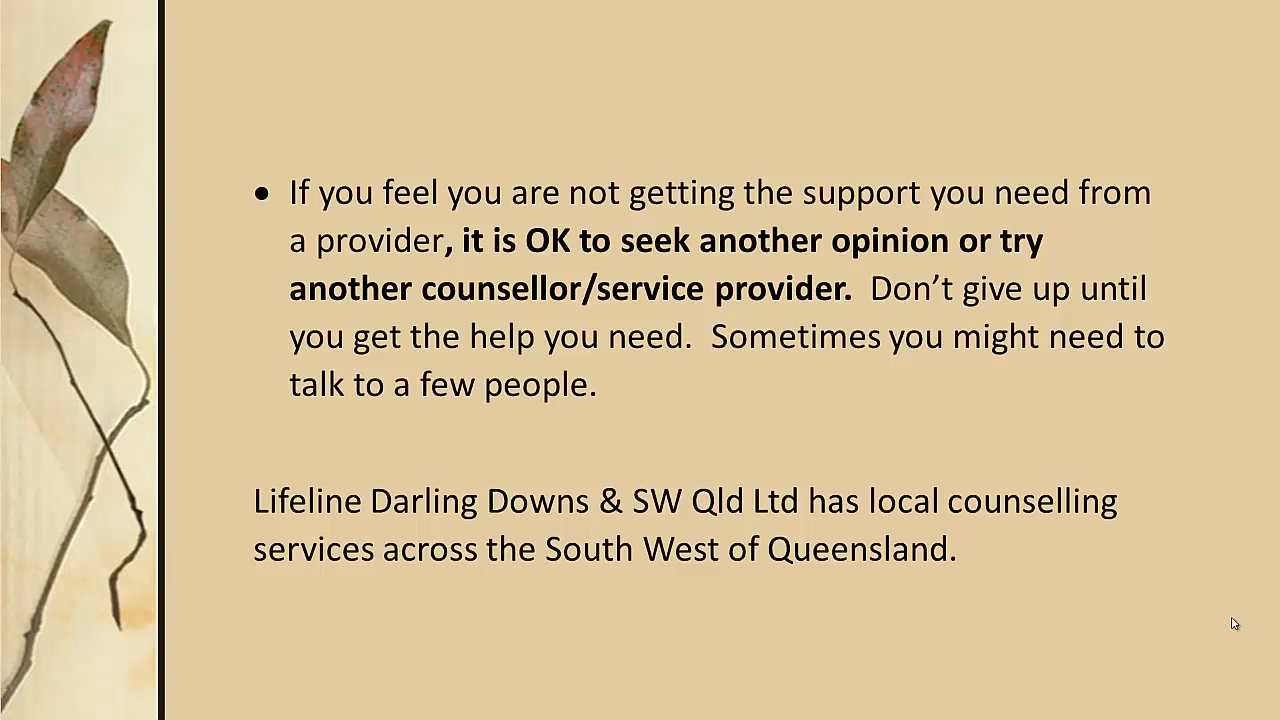 • If you feel you are not getting the support you need from
a provider, it is OK to seek another opinion or try
another counsellor/service provider.  Don’t give up until
you get the help you need.  Sometimes you might need to
talk to a few people.
Lifeline Darling Downs & SW Qld Ltd has local counselling
services across the South West of Queensland.